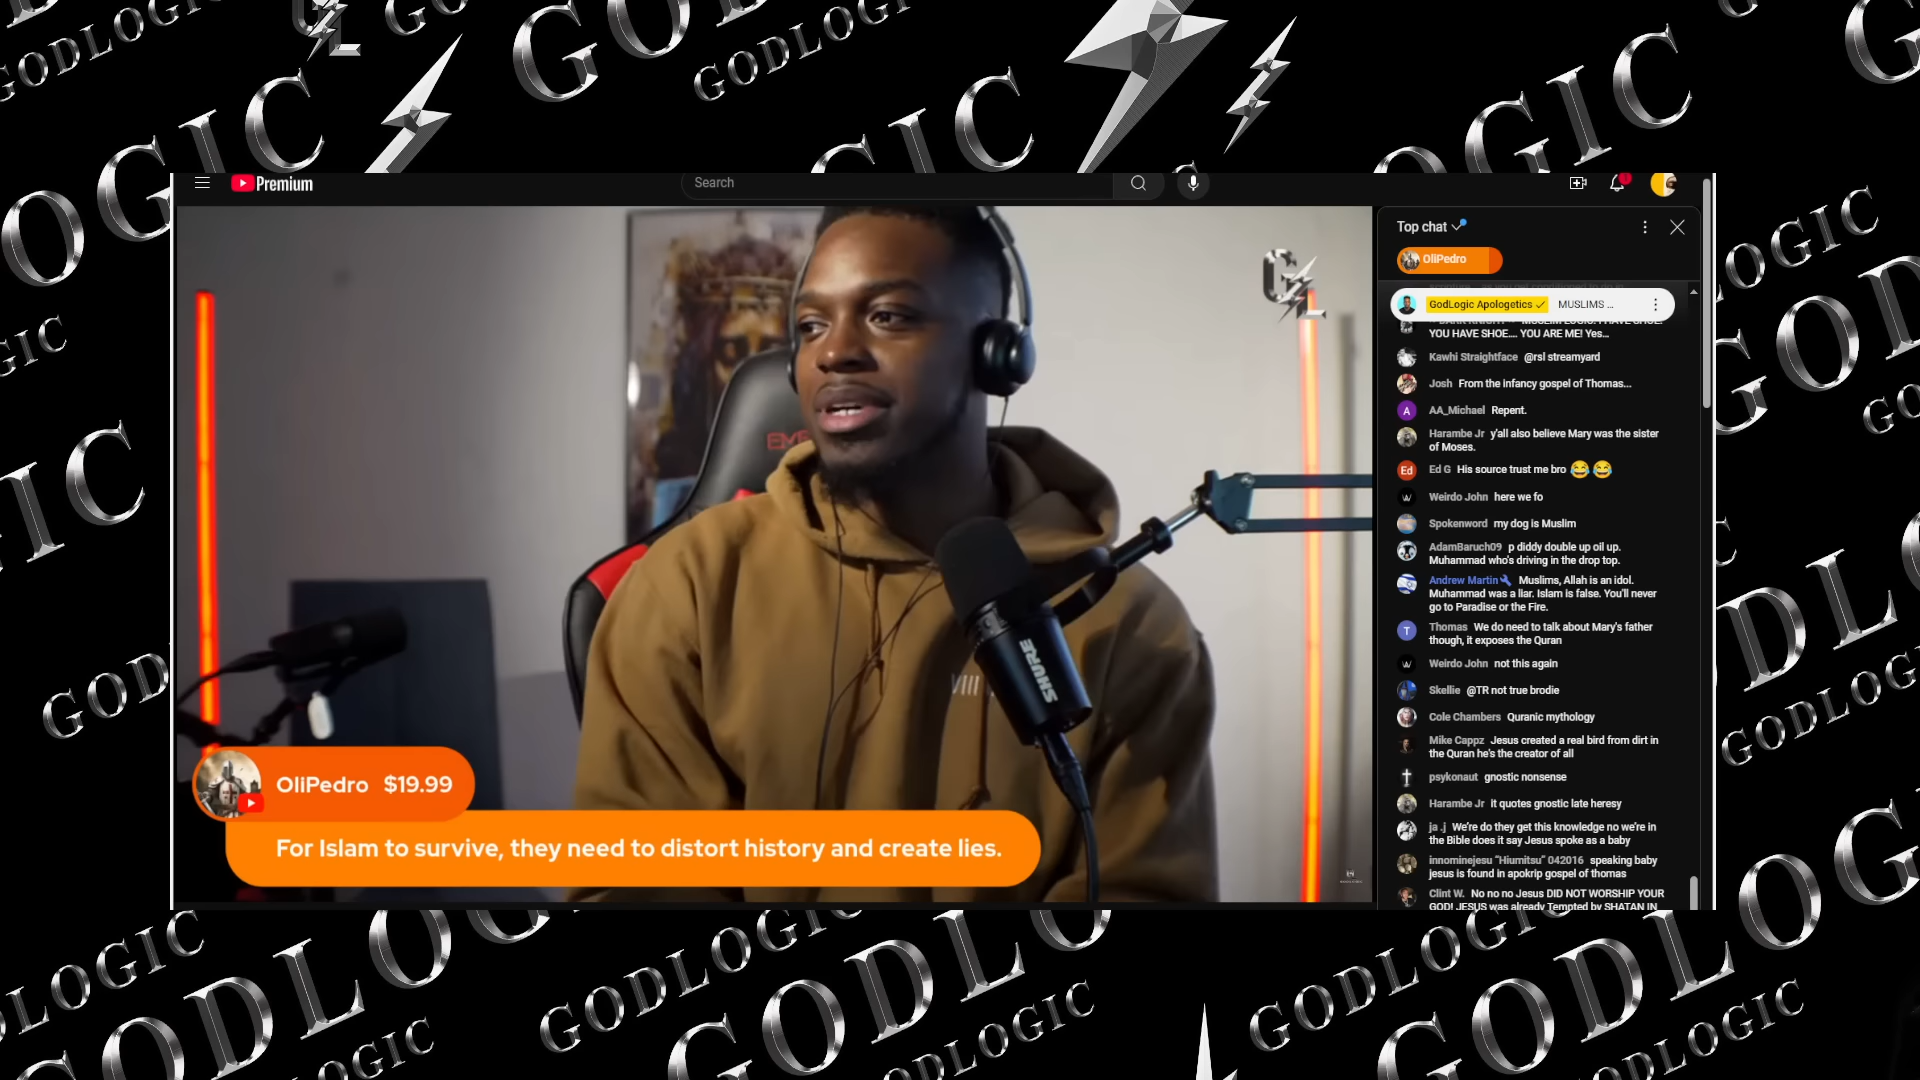 GODLOGIC
GODLOGIC
GODLOGIC
Premium
Search
EME
VIII
SHURE
GL
OliPedro $19.99
For Islam to survive, they need to distort history and create lies.
Top chat
OliPedro
GodLogic Apologetics MUSLIMS ...
YOU HAVE SHOE.... YOU ARE ME! Yes...
Kawhi Straightface @rsl streamyard
Josh From the infancy gospel of Thomas...
A AA_Michael Repent.
Harambe Jr y'all also believe Mary was the sister
of Moses.
Ed Ed G His source trust me bro 😂 😂
Weirdo John here we fo
Spokenword my dog is Muslim
AdamBaruch09 p diddy double up oil up.
Muhammad who's driving in the drop top.
Andrew Martin Muslims, Allah is an idol.
Muhammad was a liar. Islam is false. You'll never
go to Paradise or the Fire.
T Thomas We do need to talk about Mary's father
though, it exposes the Quran
Weirdo John not this again
Skellie @TR not true brodie
Cole Chambers Quranic mythology
Mike Cappz Jesus created a real bird from dirt in
the Quran he's the creator of all
psykonaut gnostic nonsense
Harambe Jr it quotes gnostic late heresy
ja .j We're do they get this knowledge no we're in
the Bible does it say Jesus spoke as a baby
innominejesu "Hiumitsu" 042016 speaking baby
jesus is found in apokrip gospel of thomas
Clint W. No no no Jesus DID NOT WORSHIP YOUR
GOD! JESUS was already Tempted by SHATAN IN
GODLOGIC
GODLOGIC
GODLOGIC
GODLOGIC